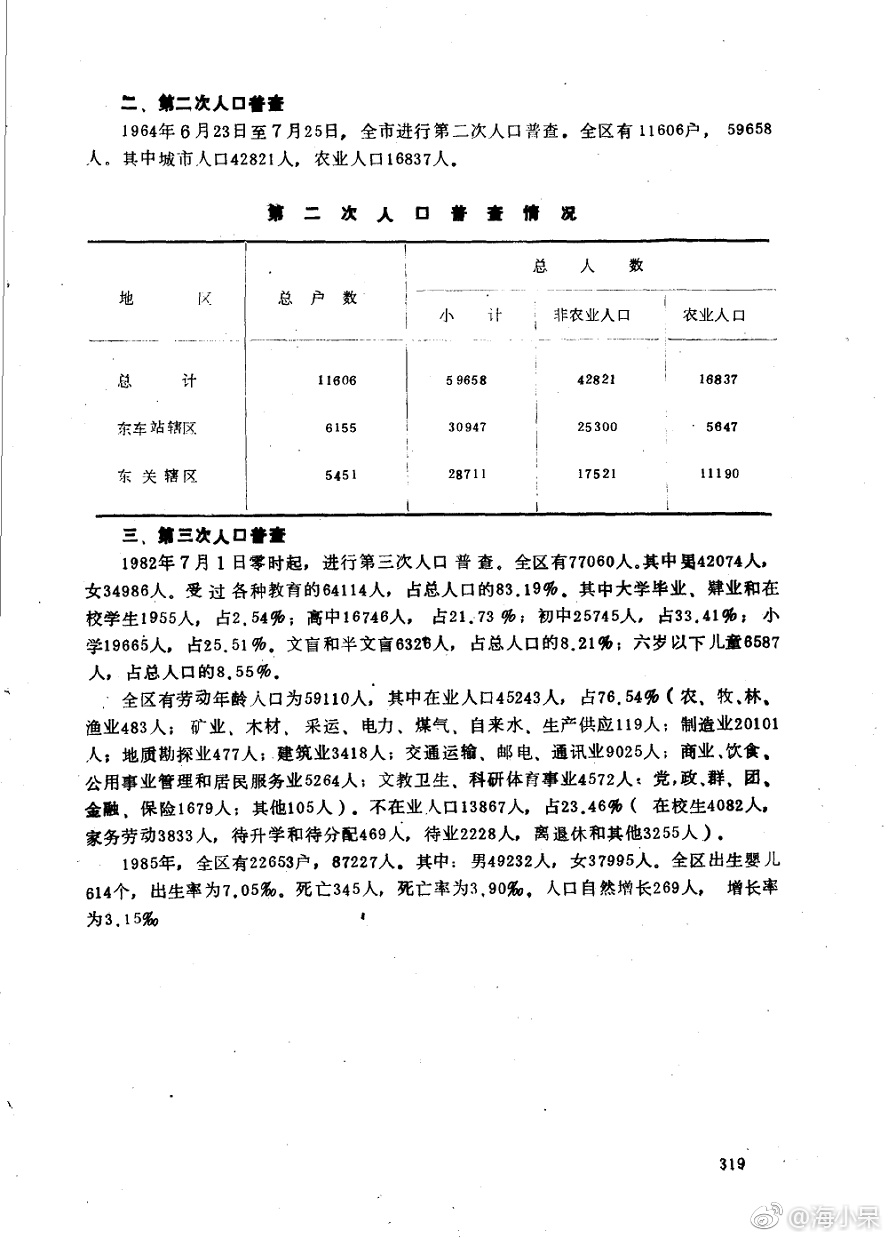 二、第二次人口普查
1964年6月23日至7月25日，全市进行第二次人口普查。全区有11606户， 59658
人。其中城市人口42821人，农业人口16837人。
第二次人口普查情况
地 区 总户数 总人数
小计 非农业人口 农业人口
总计 11606 59658 42821 16837
东车站辖区 6155 30947 25300 5647
东关辖区 5451 28711 17521 11190
三、第三次人口普查
1982年7月1日零时起，进行第三次人口普查。全区有77060人。其中男42074人，
女34986人。受过各种教育的64114人，占总人口的83.19%。其中大学毕业、肄业和在
校学生1955人，占2.54%；高中16746人， 占21.73%；初中25745人，占33.41%；小
学19665人，占25.51%。文盲和半文盲6326人，占总人口的8.21%；六岁以下儿童6587
人，占总人口的8.55%。
全区有劳动年龄人口为59110人，其中在业人口45243人，占76.54%（农、牧、林、
渔业483人；矿业、木材、采运、电力、煤气、自来水、生产供应119人；制造业20101
人；地质勘探业477人；建筑业3418人；交通运输、邮电、通讯业9025人；商业、饮食、
公用事业管理和居民服务业5264人；文教卫生、科研体育事业4572人；党，政、群、团、
金融、保险1679人；其他105人）。不在业人口13867人，占23.46%（在校生4082人，
家务劳动3833人，待升学和待分配469人，待业2228人，离退休和其他3255人）。
1985年，全区有22653户，87227人。其中：男49232人，女37995人。全区出生婴儿
614个，出生率为7.05‰。死亡345人，死亡率为3.90‰。人口自然增长269人， 增长率
为3.15‰
319
@海小呆